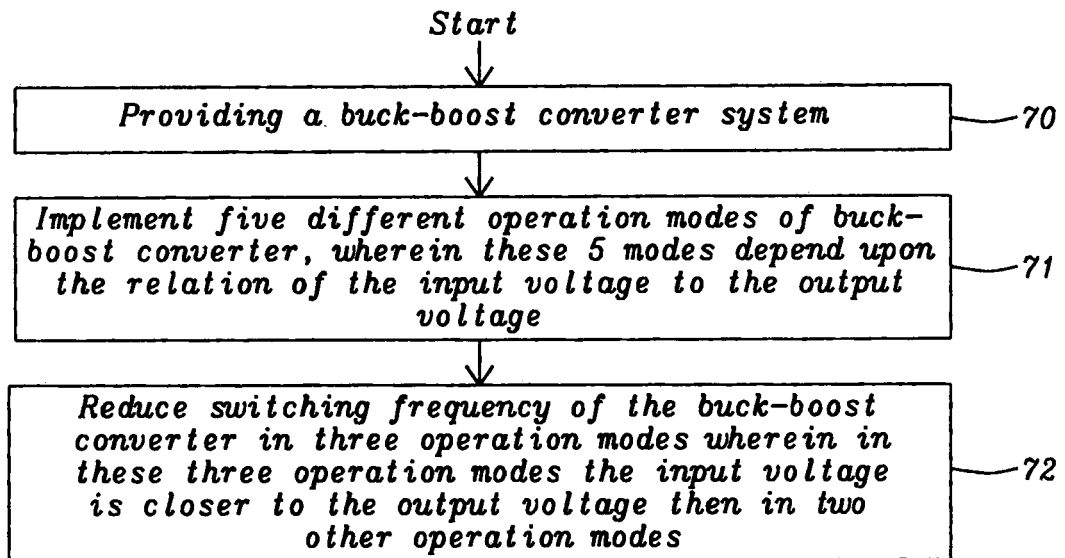 Start
Providing a buck-boost converter system
70
Implement five different operation modes of buck-
boost converter, wherein these 5 modes depend upon
the relation of the input voltage to the output
voltage
71
Reduce switching frequency of the buck-boost
converter in three operation modes wherein in
these three operation modes the input voltage
is closer to the output voltage then in two
other operation modes
72